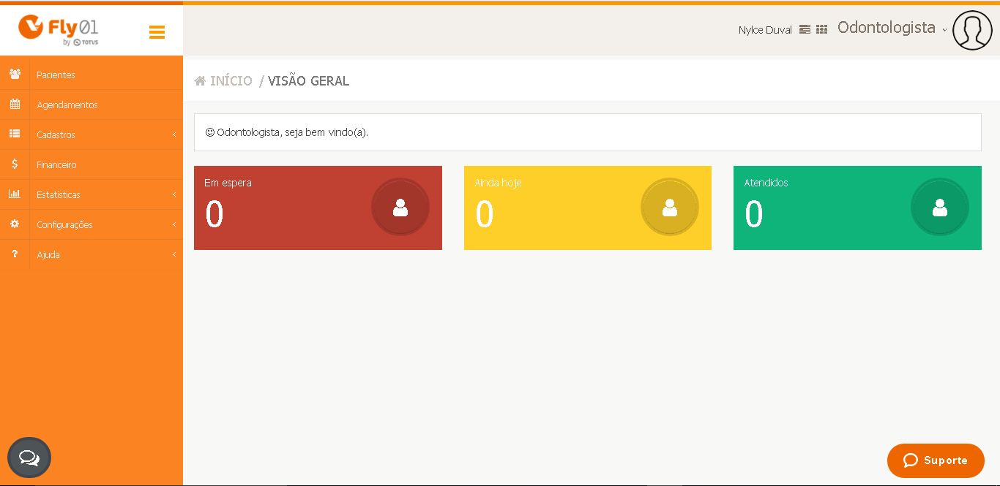 Fly01
by TOTVS
Nylce Duval
Odontologista
Pacientes
Agendamentos
Cadastros
Financeiro
Estatísticas
Configurações
Ajuda
INÍCIO / VISÃO GERAL
Odontologista, seja bem vindo(a).
Em espera
0
Ainda hoje
0
Atendidos
0
Suporte